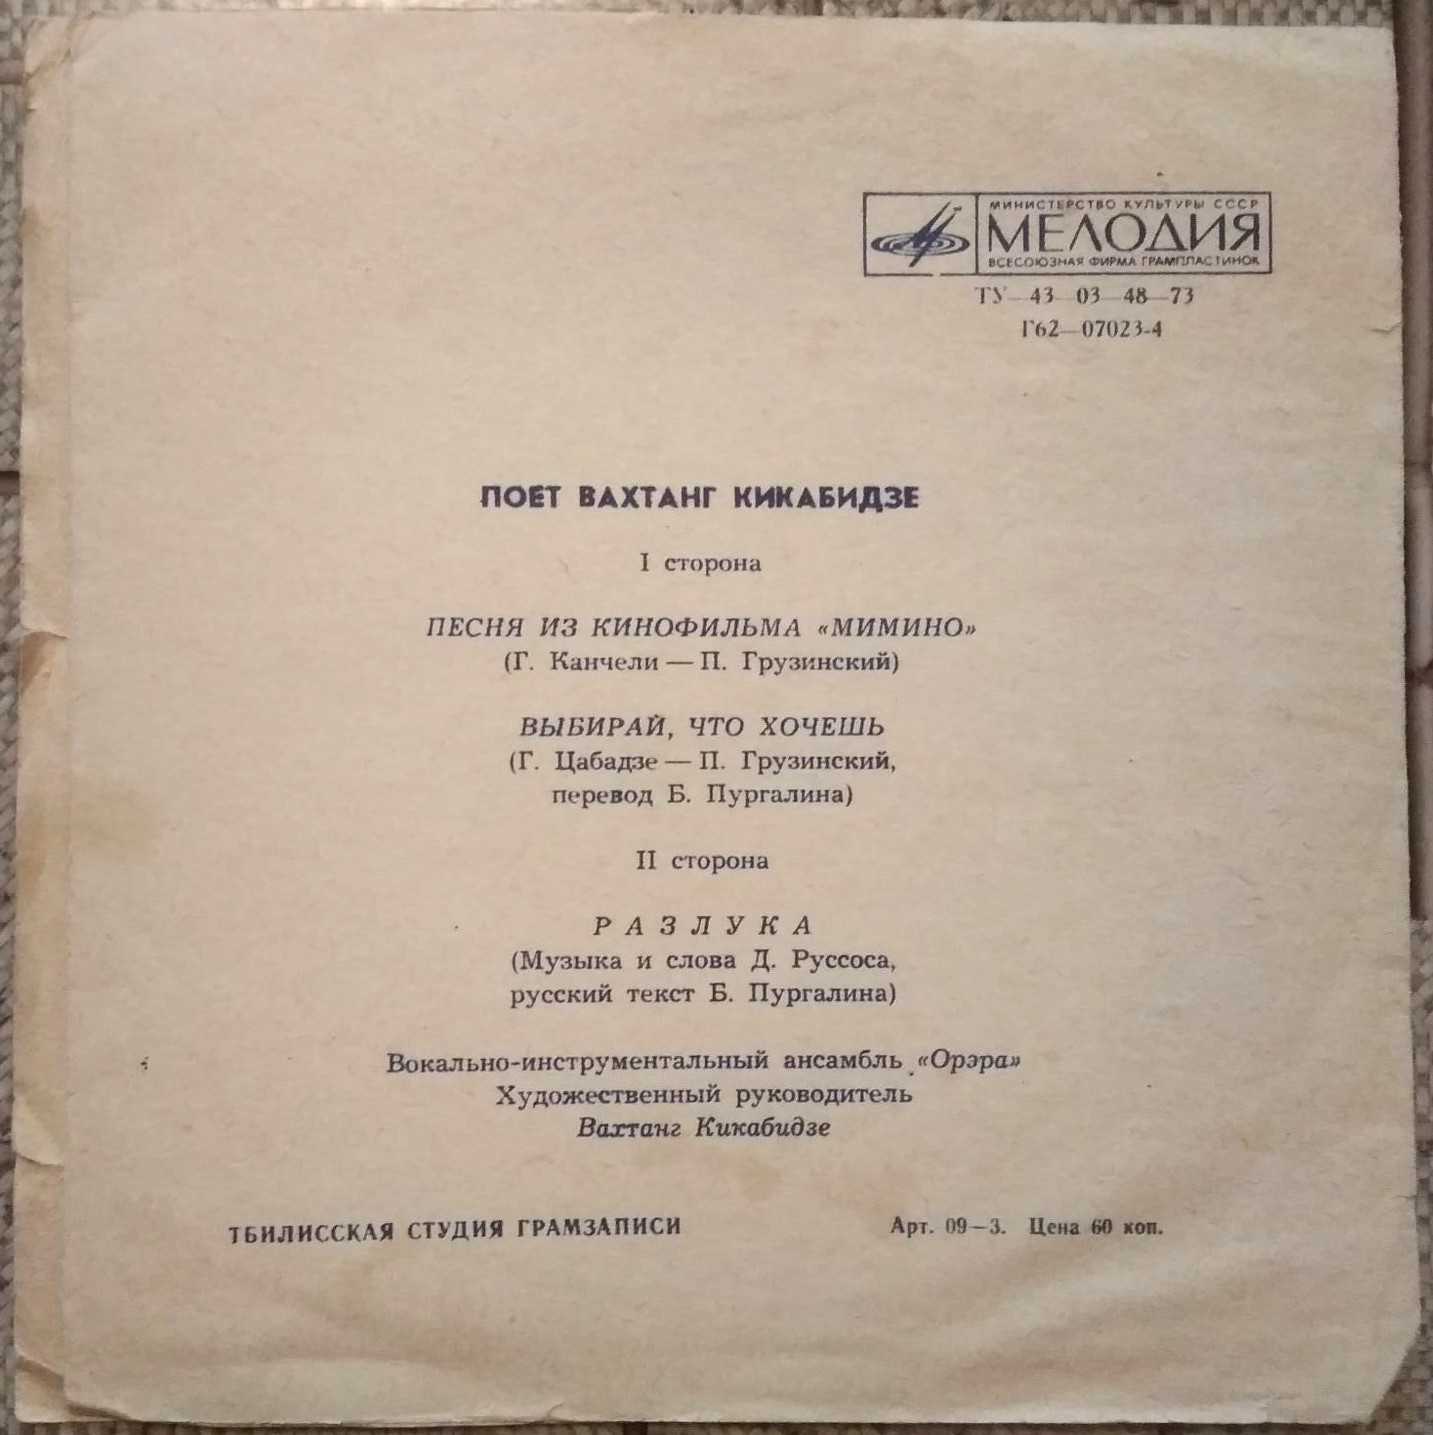 МИНИСТЕРСТВО КУЛЬТУРЫ СССР
МЕЛОДИЯ
ВСЕСОЮЗНАЯ ФИРМА ГРАМПЛАСТИНОК
ТУ—43—03—48—73
Г62—07023-4
ПОЕТ ВАХТАНГ КИКАБИДЗЕ
I сторона
ПЕСНЯ ИЗ КИНОФИЛЬМА «МИМИНО»
(Г. Канчели — П. Грузинский)
ВЫБИРАЙ, ЧТО ХОЧЕШЬ
(Г. Цабадзе — П. Грузинский,
перевод Б. Пургалина)
II сторона
РАЗЛУКА
(Музыка и слова Д. Руссоса,
русский текст Б. Пургалина)
Вокально-инструментальный ансамбль «Орэра»
Художественный руководитель
Вахтанг Кикабидзе
ТБИЛИССКАЯ СТУДИЯ ГРАМЗАПИСИ
Арт. 09—3. Цена 60 коп.